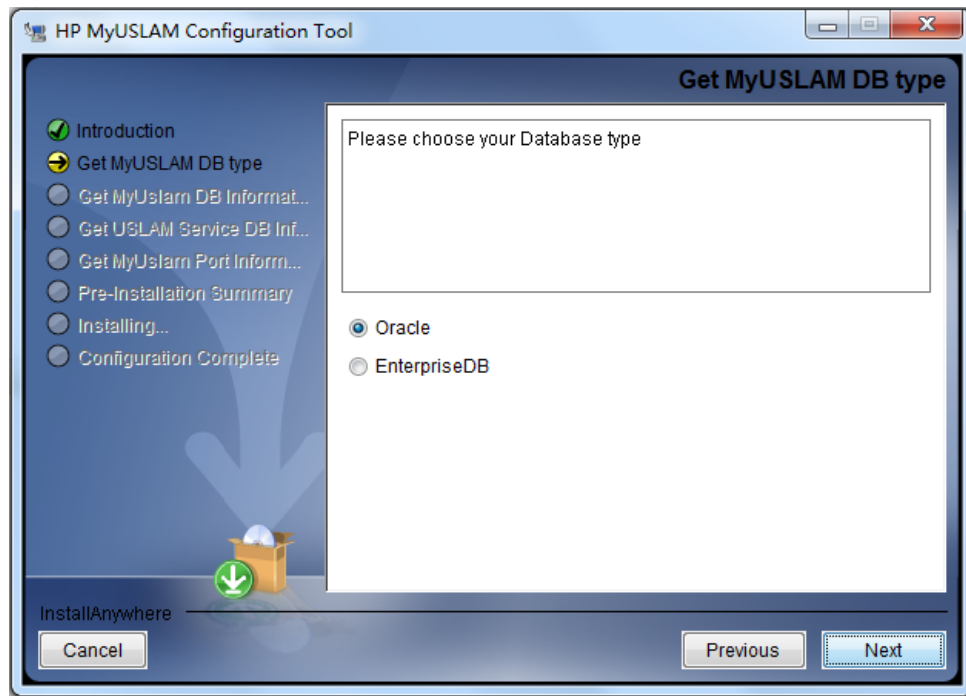 HP MyUSLAM Configuration Tool
Get MyUSLAM DB type
Introduction
Get MyUSLAM DB type
Get MyUslam DB Informat...
Get USLAM Service DB Inf...
Get MyUslam Port Inform...
Pre-Installation Summary
Installing...
Configuration Complete
Please choose your Database type
Oracle
EnterpriseDB
InstallAnywhere
Cancel
Previous
Next